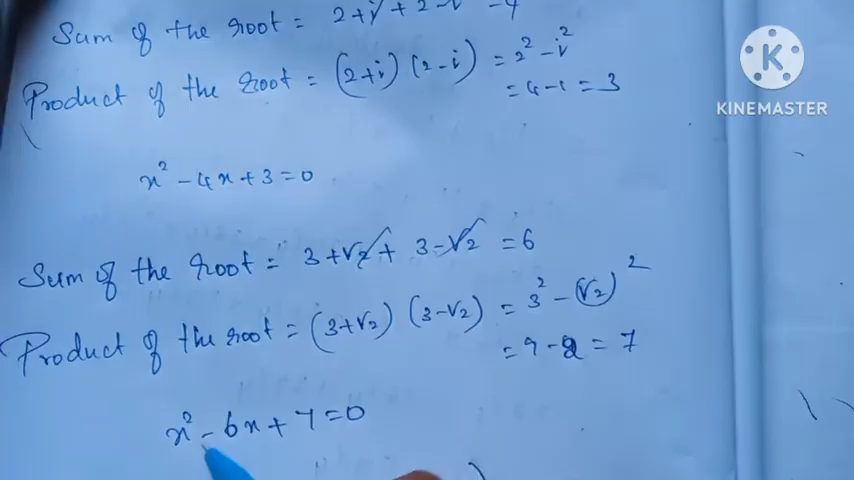 Sum of the root = 2+i + 2-i = 4
Product of the root = (2+i) (2-i) = 2² - i²
= 4-1 = 3
K
KINEMASTER
x² - 4x + 3 = 0
Sum of the root = 3+√2 + 3-√2 = 6
Product of the root = (3+√2) (3-√2) = 3² - (√2)²
= 9 - 2 = 7
x² - 6x + 7 = 0